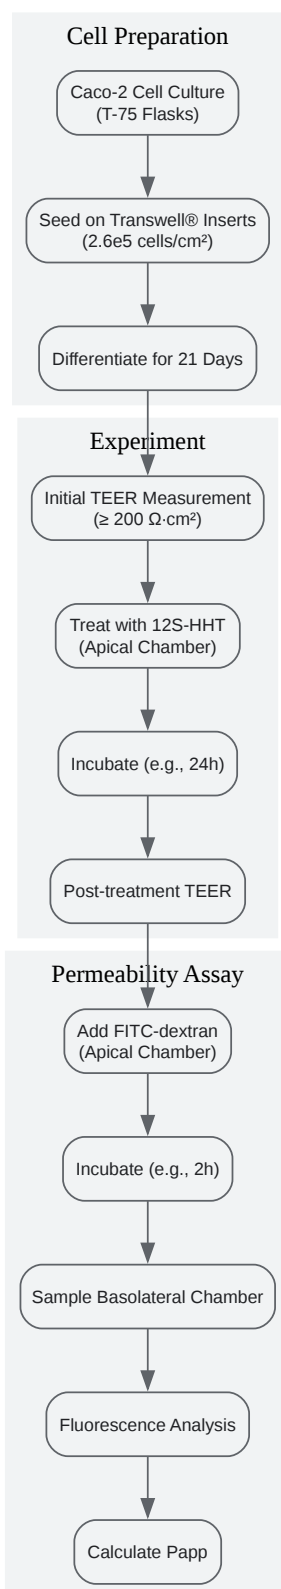 Cell Preparation
Caco-2 Cell Culture
(T-75 Flasks)
Seed on Transwell® Inserts
(2.6e5 cells/cm²)
Differentiate for 21 Days
Experiment
Initial TEER Measurement
(≥ 200 Ω·cm²)
Treat with 12S-HHT
(Apical Chamber)
Incubate (e.g., 24h)
Post-treatment TEER
Permeability Assay
Add FITC-dextran
(Apical Chamber)
Incubate (e.g., 2h)
Sample Basolateral Chamber
Fluorescence Analysis
Calculate Papp